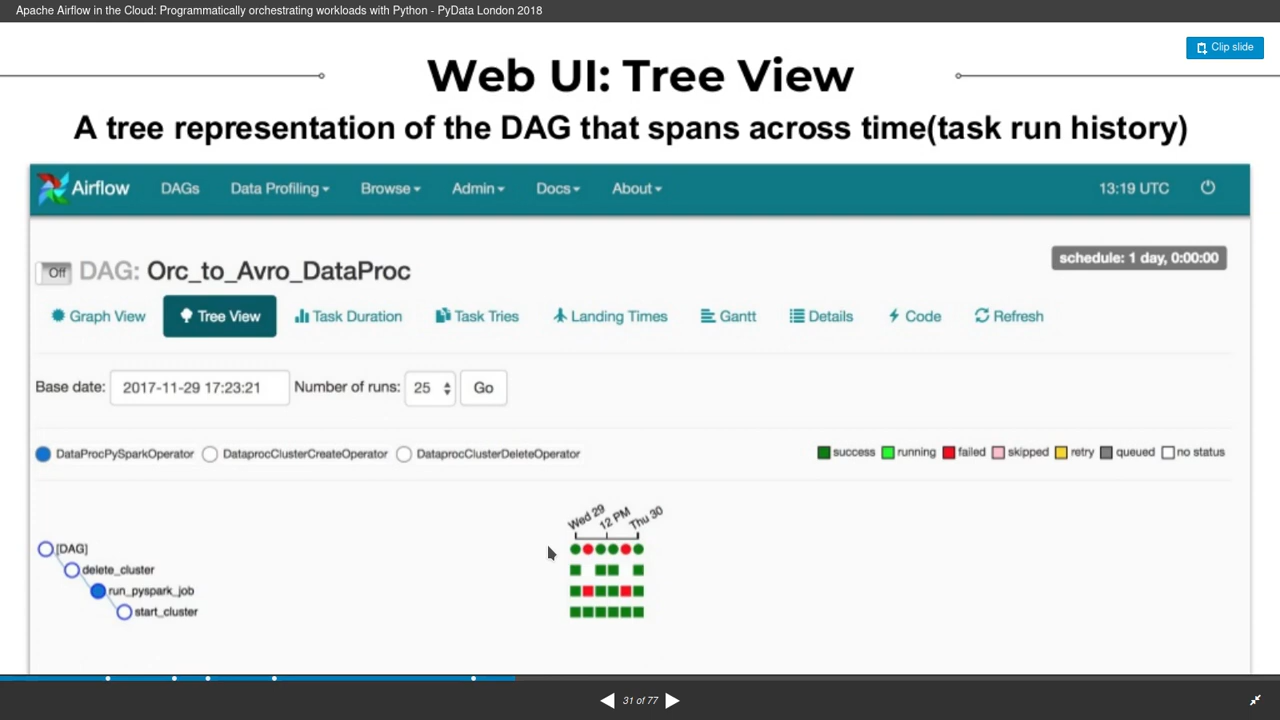 Apache Airflow in the Cloud: Programmatically orchestrating workloads with Python - PyData London 2018
Clip slide
Web UI: Tree View
A tree representation of the DAG that spans across time(task run history)
Airflow DAGs Data Profiling Browse Admin Docs About 13:19 UTC
schedule: 1 day, 0:00:00
Off DAG: Orc_to_Avro_DataProc
Graph View Tree View Task Duration Task Tries Landing Times Gantt Details Code Refresh
Base date: 2017-11-29 17:23:21 Number of runs: 25 Go
DataProcPySparkOperator DataprocClusterCreateOperator DataprocClusterDeleteOperator success running failed skipped retry queued no status
Wed 29 12 PM Thu 30
[DAG]
delete_cluster
run_pyspark_job
start_cluster
31 of 77